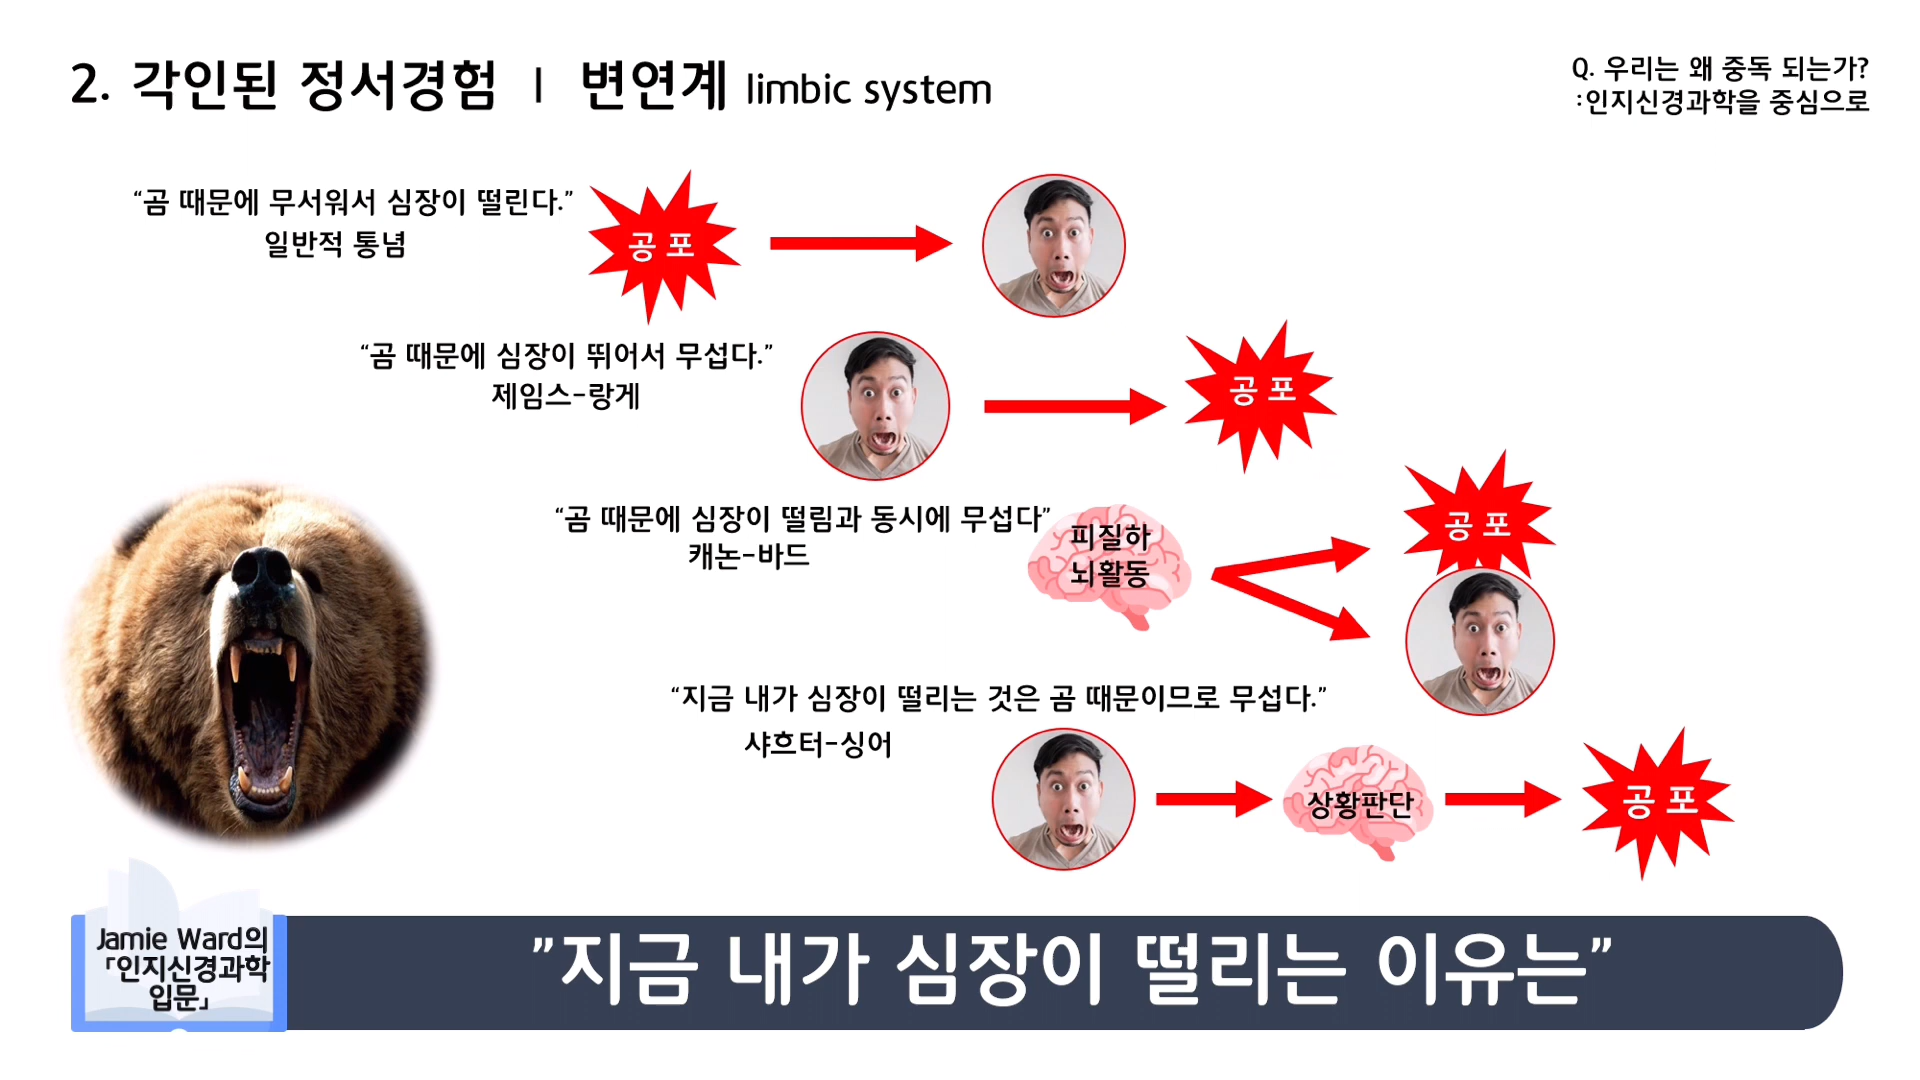 2. 각인된 정서경험 | 변연계 limbic system
Q. 우리는 왜 중독 되는가?
:인지신경과학을 중심으로
“곰 때문에 무서워서 심장이 떨린다.”
일반적 통념
공 포
“곰 때문에 심장이 뛰어서 무섭다.”
제임스-랑게
공 포
“곰 때문에 심장이 떨림과 동시에 무섭다”
캐논-바드
피질하
뇌활동
공 포
“지금 내가 심장이 떨리는 것은 곰 때문이므로 무섭다.”
샤흐터-싱어
상황판단
공 포
Jamie Ward의
「인지신경과학
입문」
”지금 내가 심장이 떨리는 이유는”